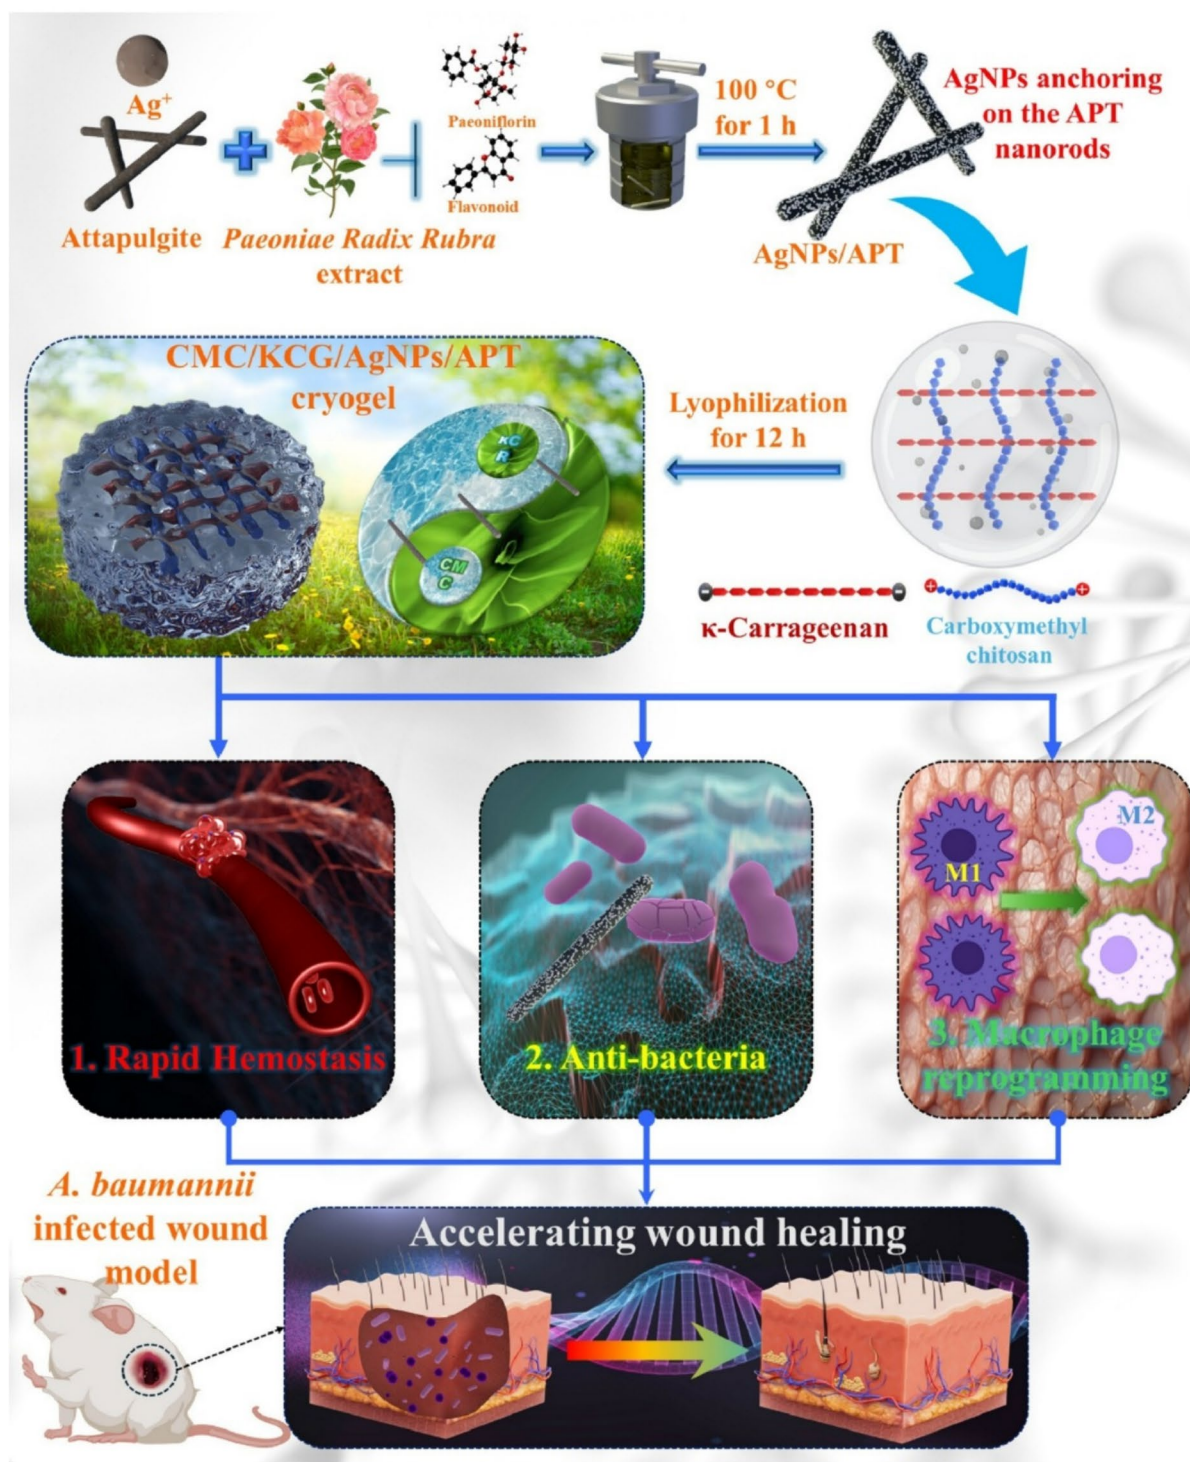 Ag⁺
Attapulgite
Paeoniae Radix Rubra
extract
Paeoniflorin
Flavonoid
100 °C
for 1 h
AgNPs anchoring
on the APT
nanorods
AgNPs/APT
CMC/KCG/AgNPs/APT
cryogel
CM
C
Lyophilization
for 12 h
κ-Carrageenan
Carboxymethyl
chitosan
1. Rapid Hemostasis
2. Anti-bacteria
M1
M2
3. Macrophage
reprogramming
A. baumannii
infected wound
model
Accelerating wound healing